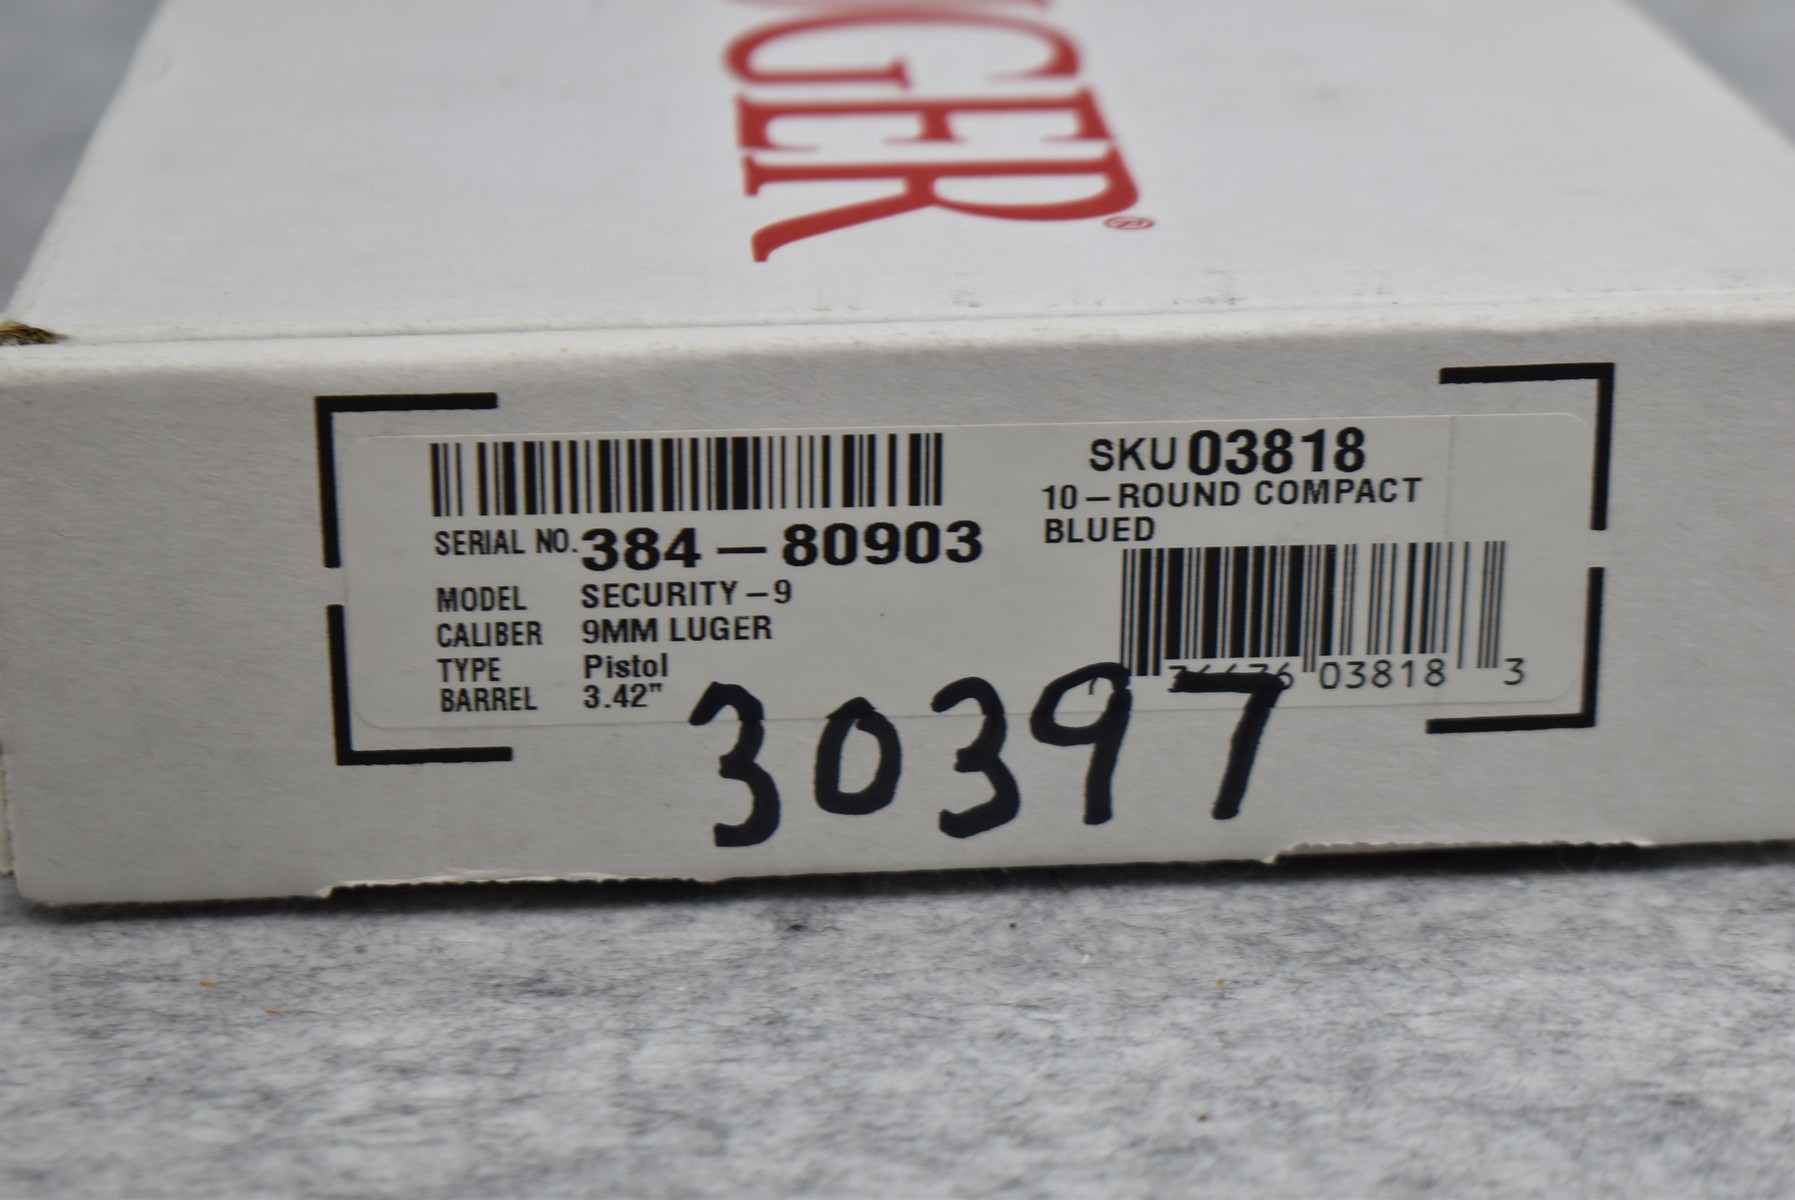 UGER®
SKU 03818
10-ROUND COMPACT
BLUED
SERIAL NO. 384-80903
MODEL SECURITY-9
CALIBER 9MM LUGER
TYPE Pistol
BARREL 3.42"
03818 3
30397